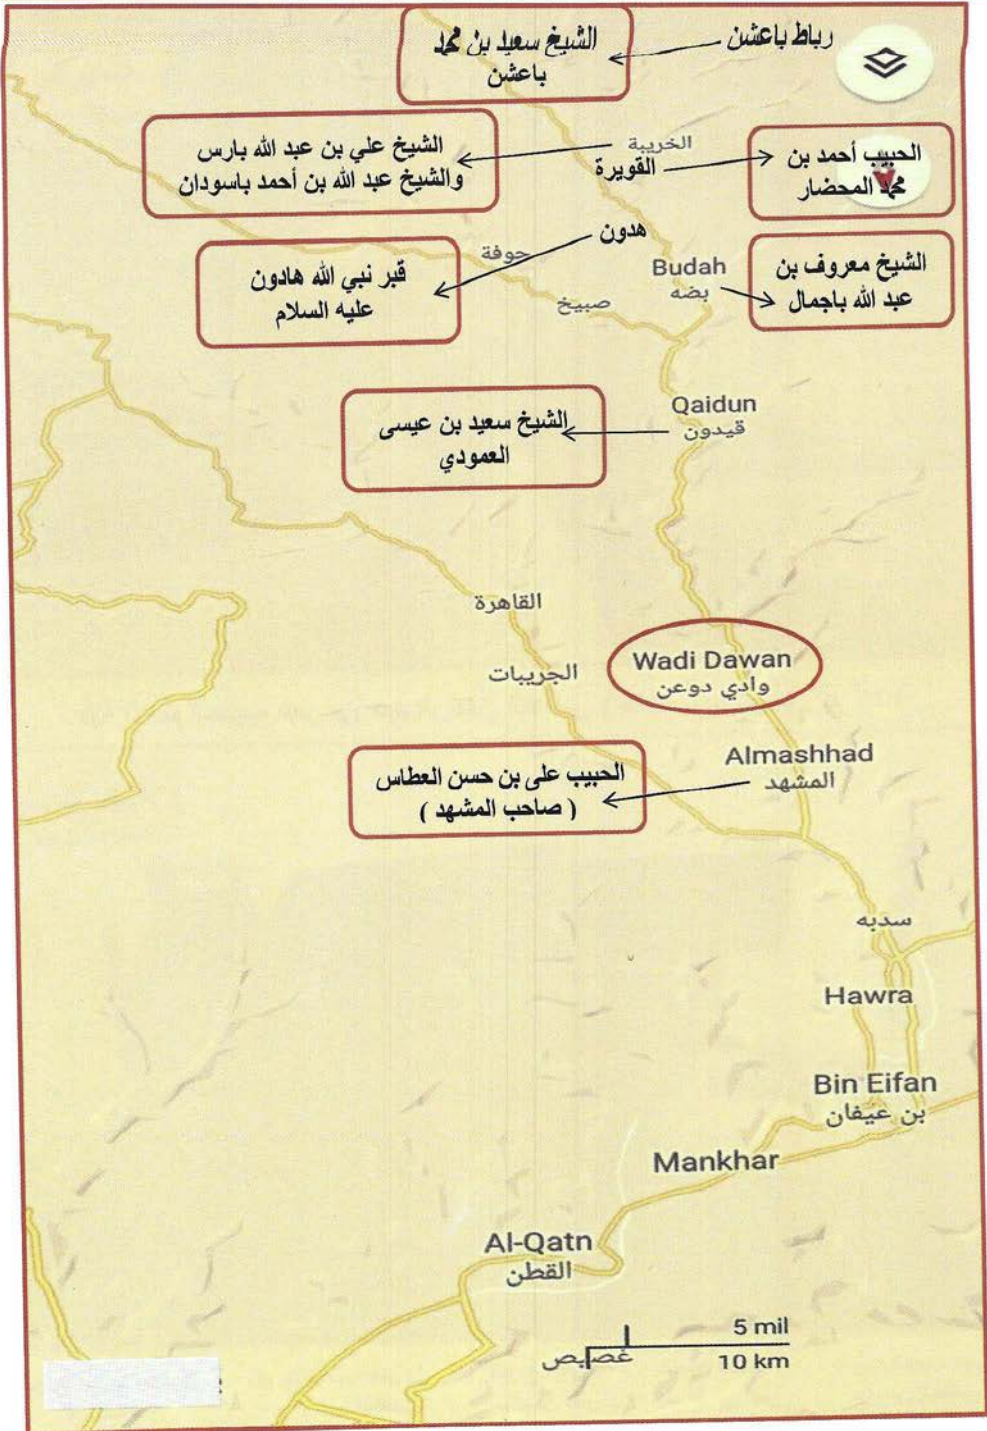 رباط باعشن
الشيخ سعيد بن محمد
باعشن
الخريبة
القويرة
الشيخ علي بن عبد الله بارس
والشيخ عبد الله بن أحمد باسودان
الحبيب أحمد بن
محمد المحضار
هدون
حوفة
صبيخ
قبر نبي الله هادون
عليه السلام
Budah
بضه
الشيخ معروف بن
عبد الله باجمال
Qaidun
قيدون
الشيخ سعيد بن عيسى
العمودي
القاهرة
الجريبات
Wadi Dawan
وادي دوعن
Almashhad
المشهد
الحبيب على بن حسن العطاس
( صاحب المشهد )
سدبه
Hawra
Bin Eifan
بن عيفان
Mankhar
Al-Qatn
القطن
5 mil
10 km
غصيص